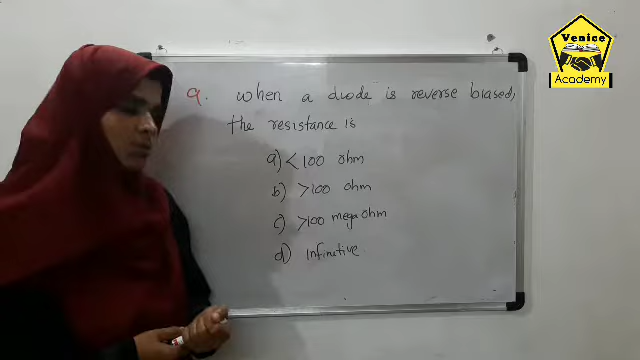 Venice
Academy
9. When a diode is reverse biased,
the resistance is
a) < 100 ohm
b) >100 ohm
c) >100 mega ohm
d) Infinitive.